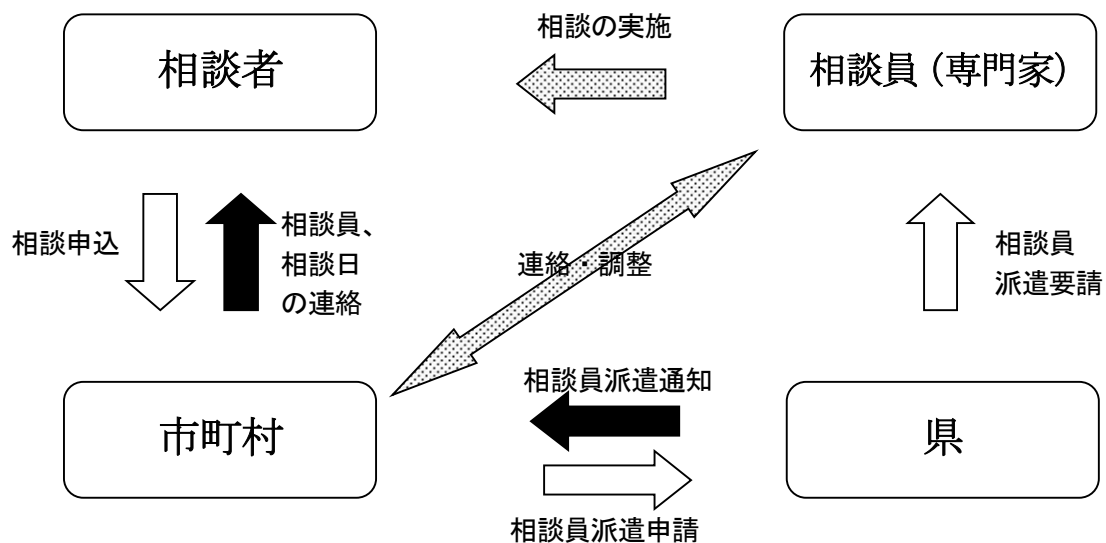 相談の実施
相談者
相談員（専門家）
相談申込
相談員、
相談日
の連絡
連絡・調整
相談員
派遣要請
相談員派遣通知
市町村
県
相談員派遣申請